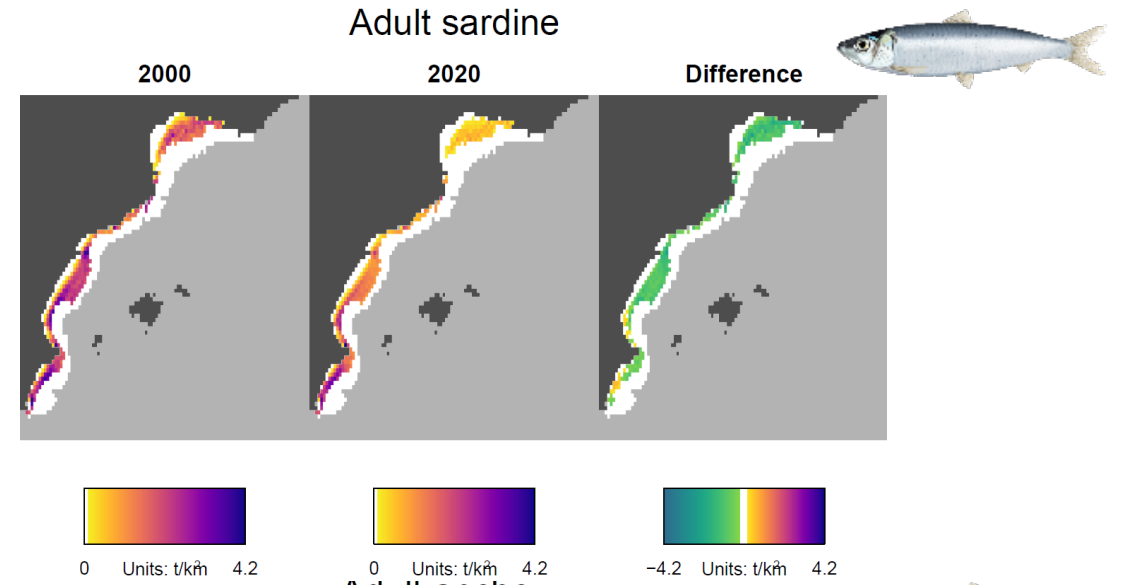 Adult sardine
2000 2020 Difference
0 Units: t/km² 4.2 0 Units: t/km² 4.2 −4.2 Units: t/km² 4.2